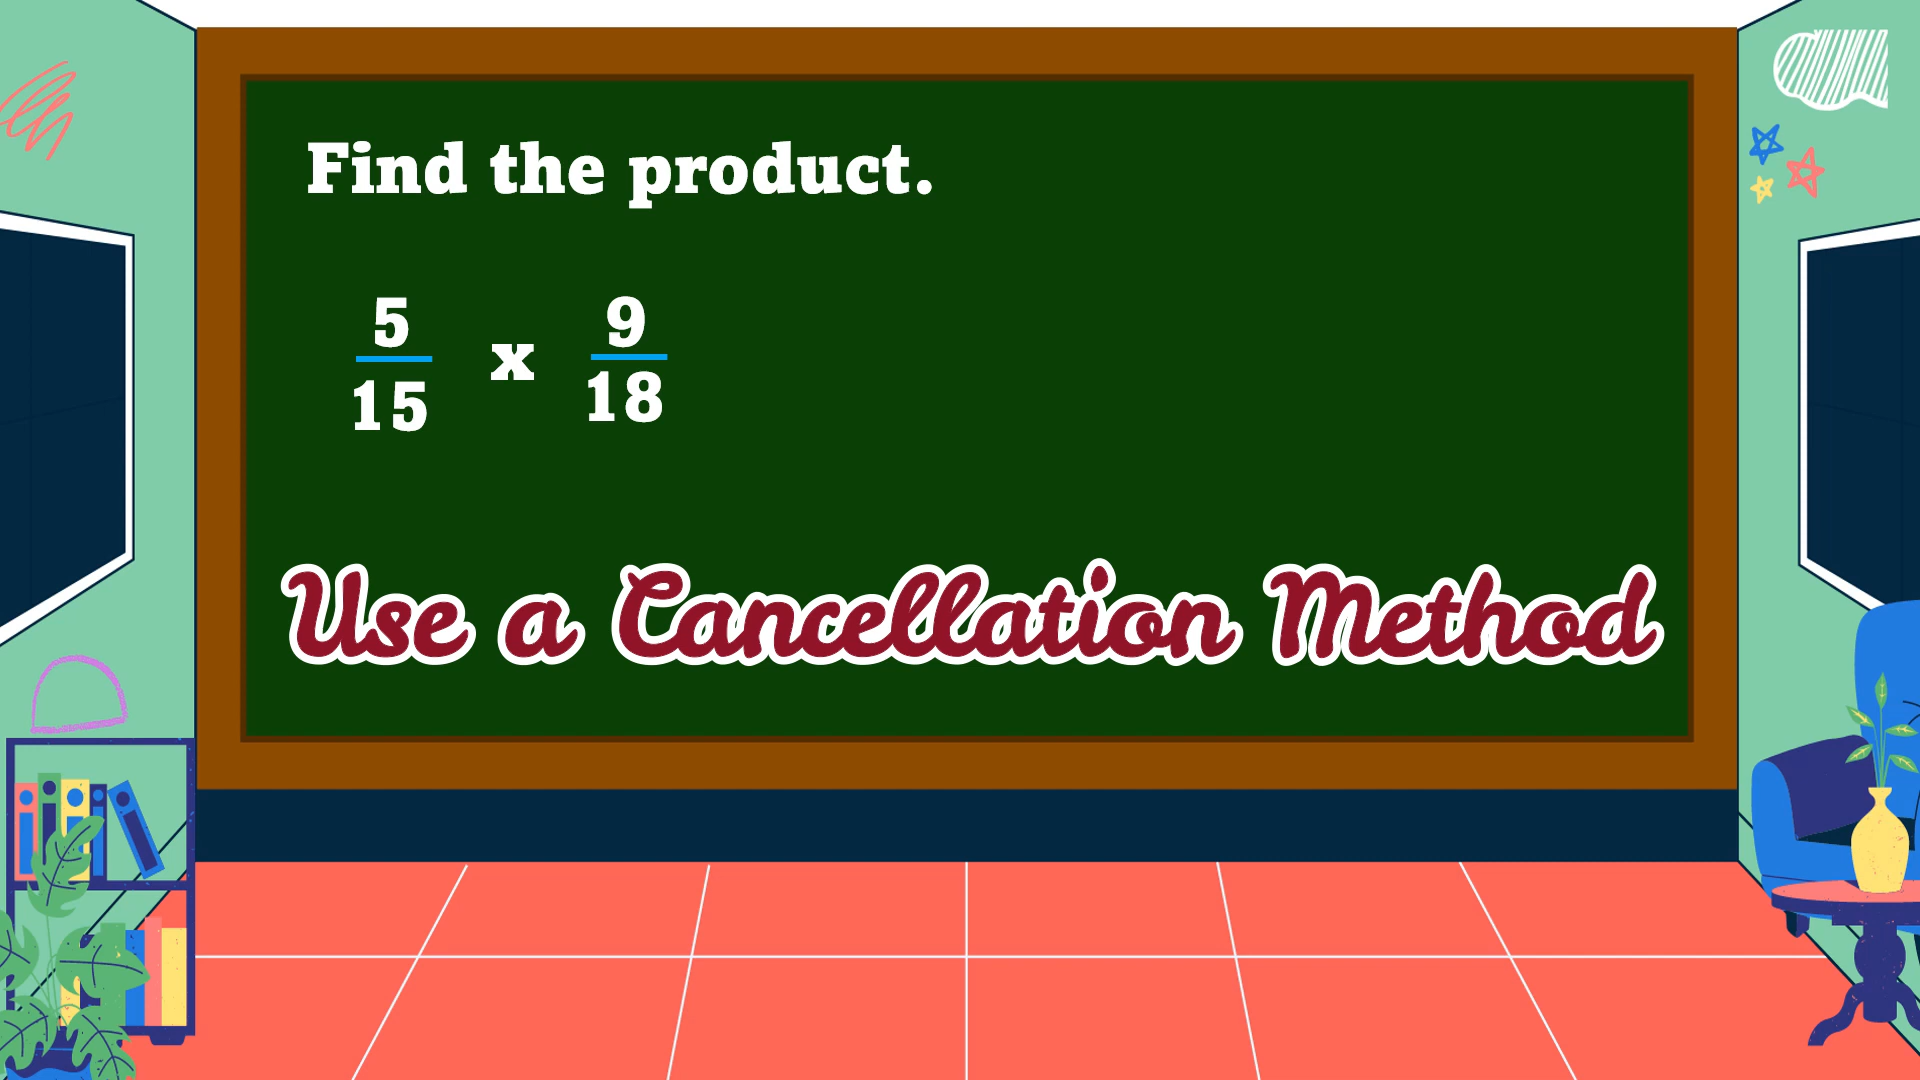 Find the product.
5 9
x
15 18
Use a Cancellation Method